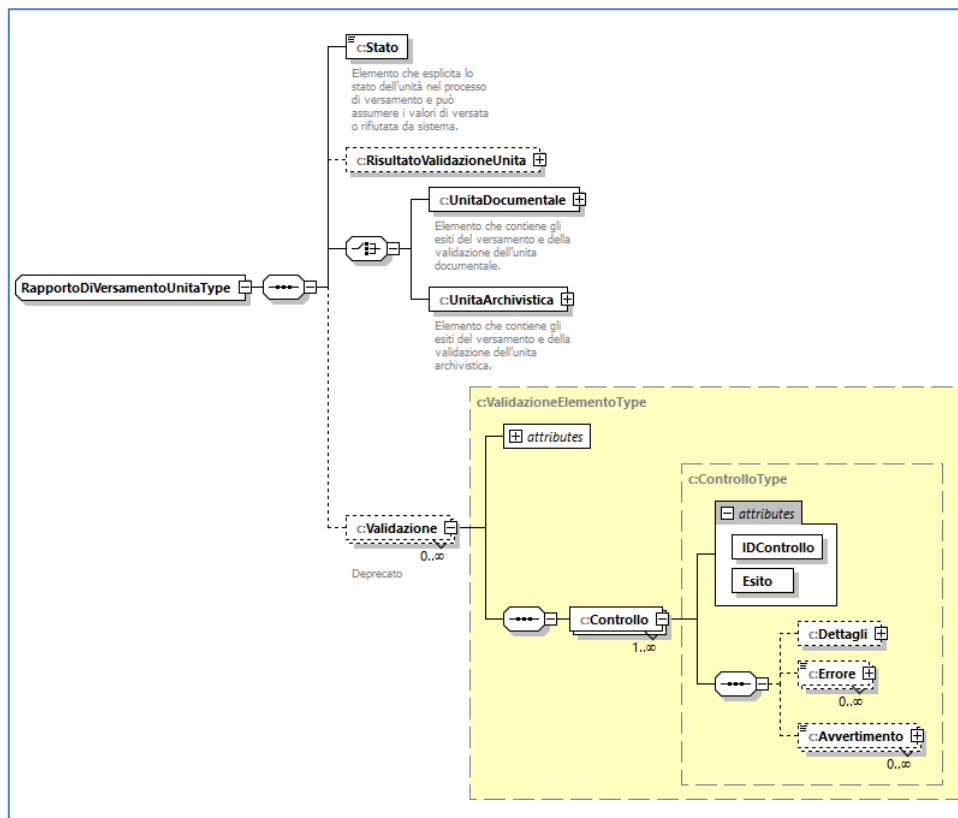 c:Stato
Elemento che esplicita lo
stato dell'unità nel processo
di versamento e può
assumere i valori di versata
o rifiutata da sistema.
c:RisultatoValidazioneUnita
c:UnitaDocumentale
Elemento che contiene gli
esiti del versamento e della
validazione dell'unita
documentale.
RapportoDiVersamentoUnitaType
c:UnitaArchivistica
Elemento che contiene gli
esiti del versamento e della
validazione dell'unita
archivistica.
c:ValidazioneElementoType
attributes
c:ControlloType
attributes
IDControllo
Esito
c:Validazione
0..∞
Deprecato
c:Controllo
1..∞
c:Dettagli
c:Errore
0..∞
c:Avvertimento
0..∞